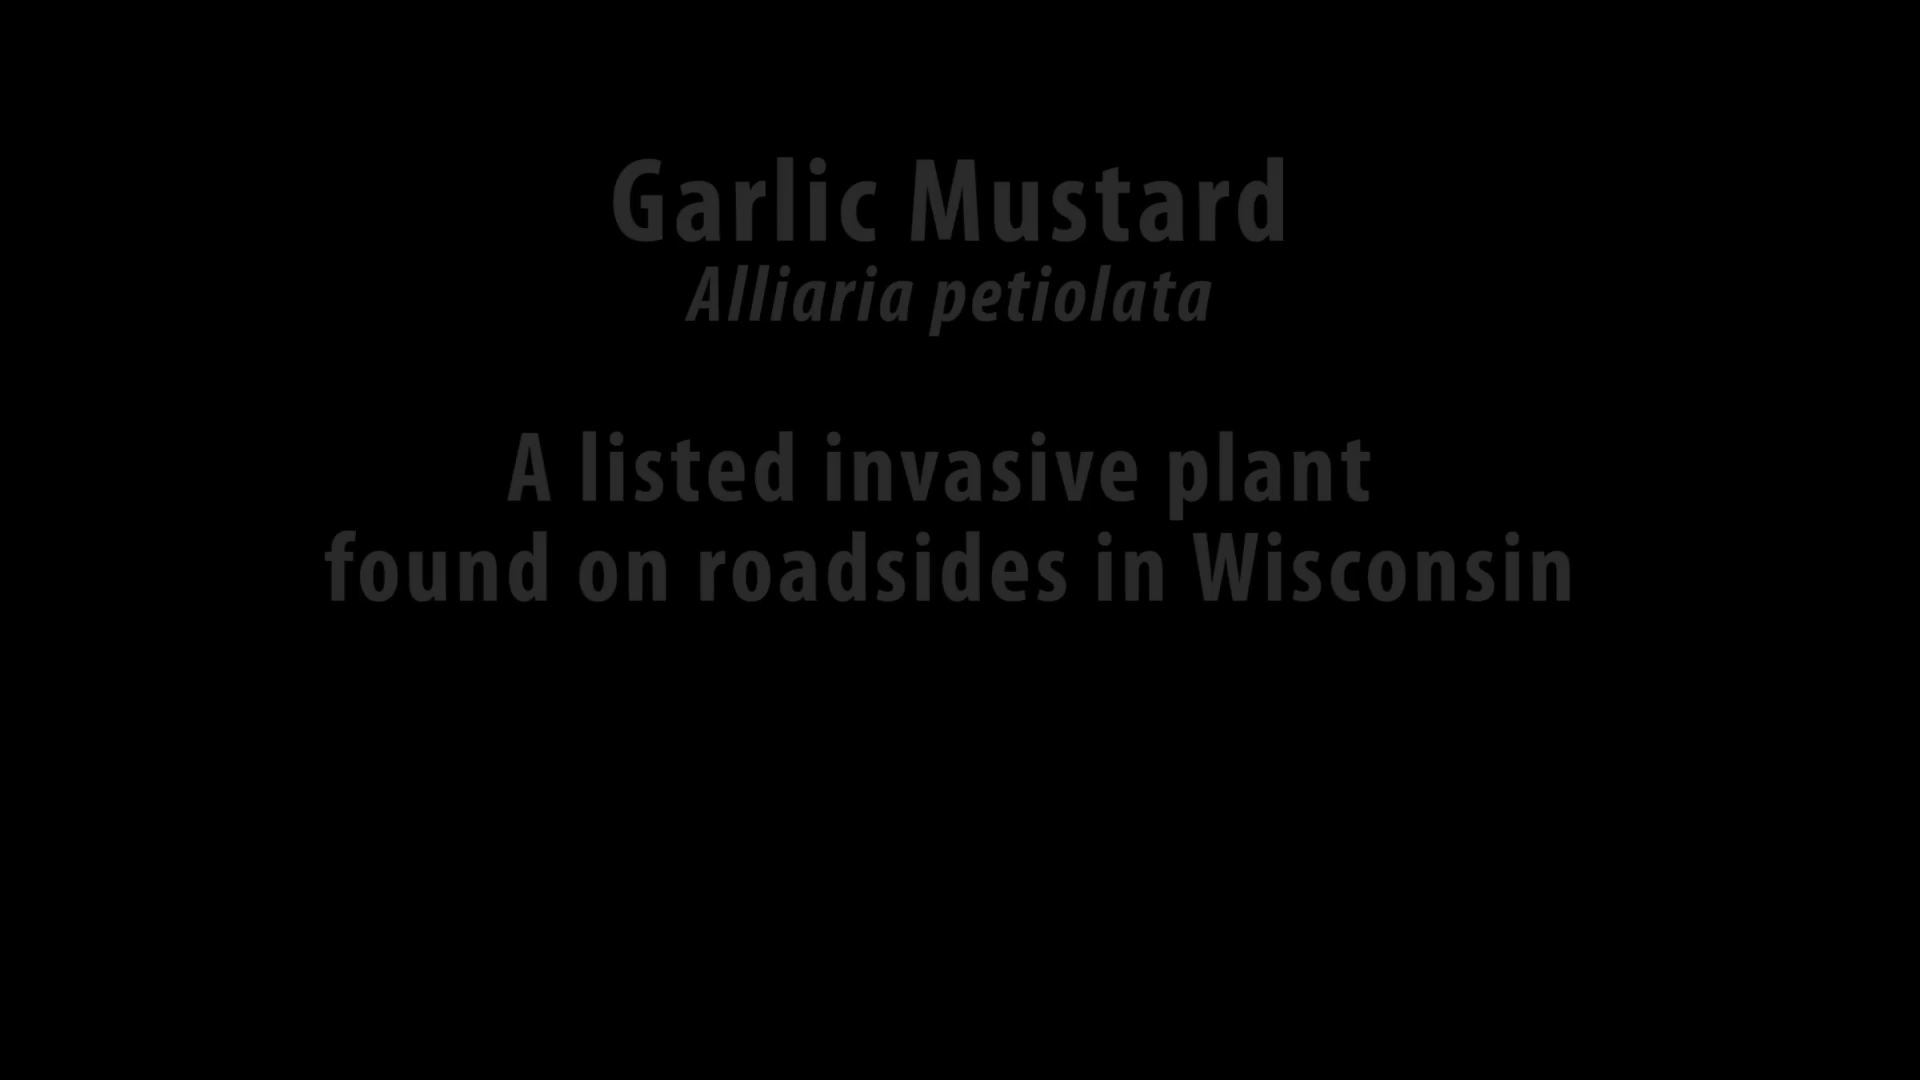 Garlic Mustard
Alliaria petiolata
A listed invasive plant
found on roadsides in Wisconsin